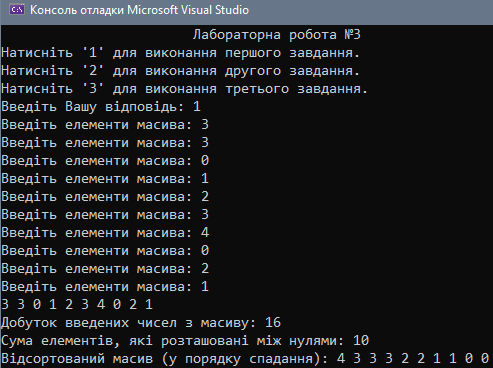 Консоль отладки Microsoft Visual Studio
Лабораторна робота №3
Натисніть '1' для виконання першого завдання.
Натисніть '2' для виконання другого завдання.
Натисніть '3' для виконання третього завдання.
Введіть Вашу відповідь: 1
Введіть елементи масива: 3
Введіть елементи масива: 3
Введіть елементи масива: 0
Введіть елементи масива: 1
Введіть елементи масива: 2
Введіть елементи масива: 3
Введіть елементи масива: 4
Введіть елементи масива: 0
Введіть елементи масива: 2
Введіть елементи масива: 1
3 3 0 1 2 3 4 0 2 1
Добуток введених чисел з масиву: 16
Сума елементів, які розташовані між нулями: 10
Відсортований масив (у порядку спадання): 4 3 3 3 2 2 1 1 0 0